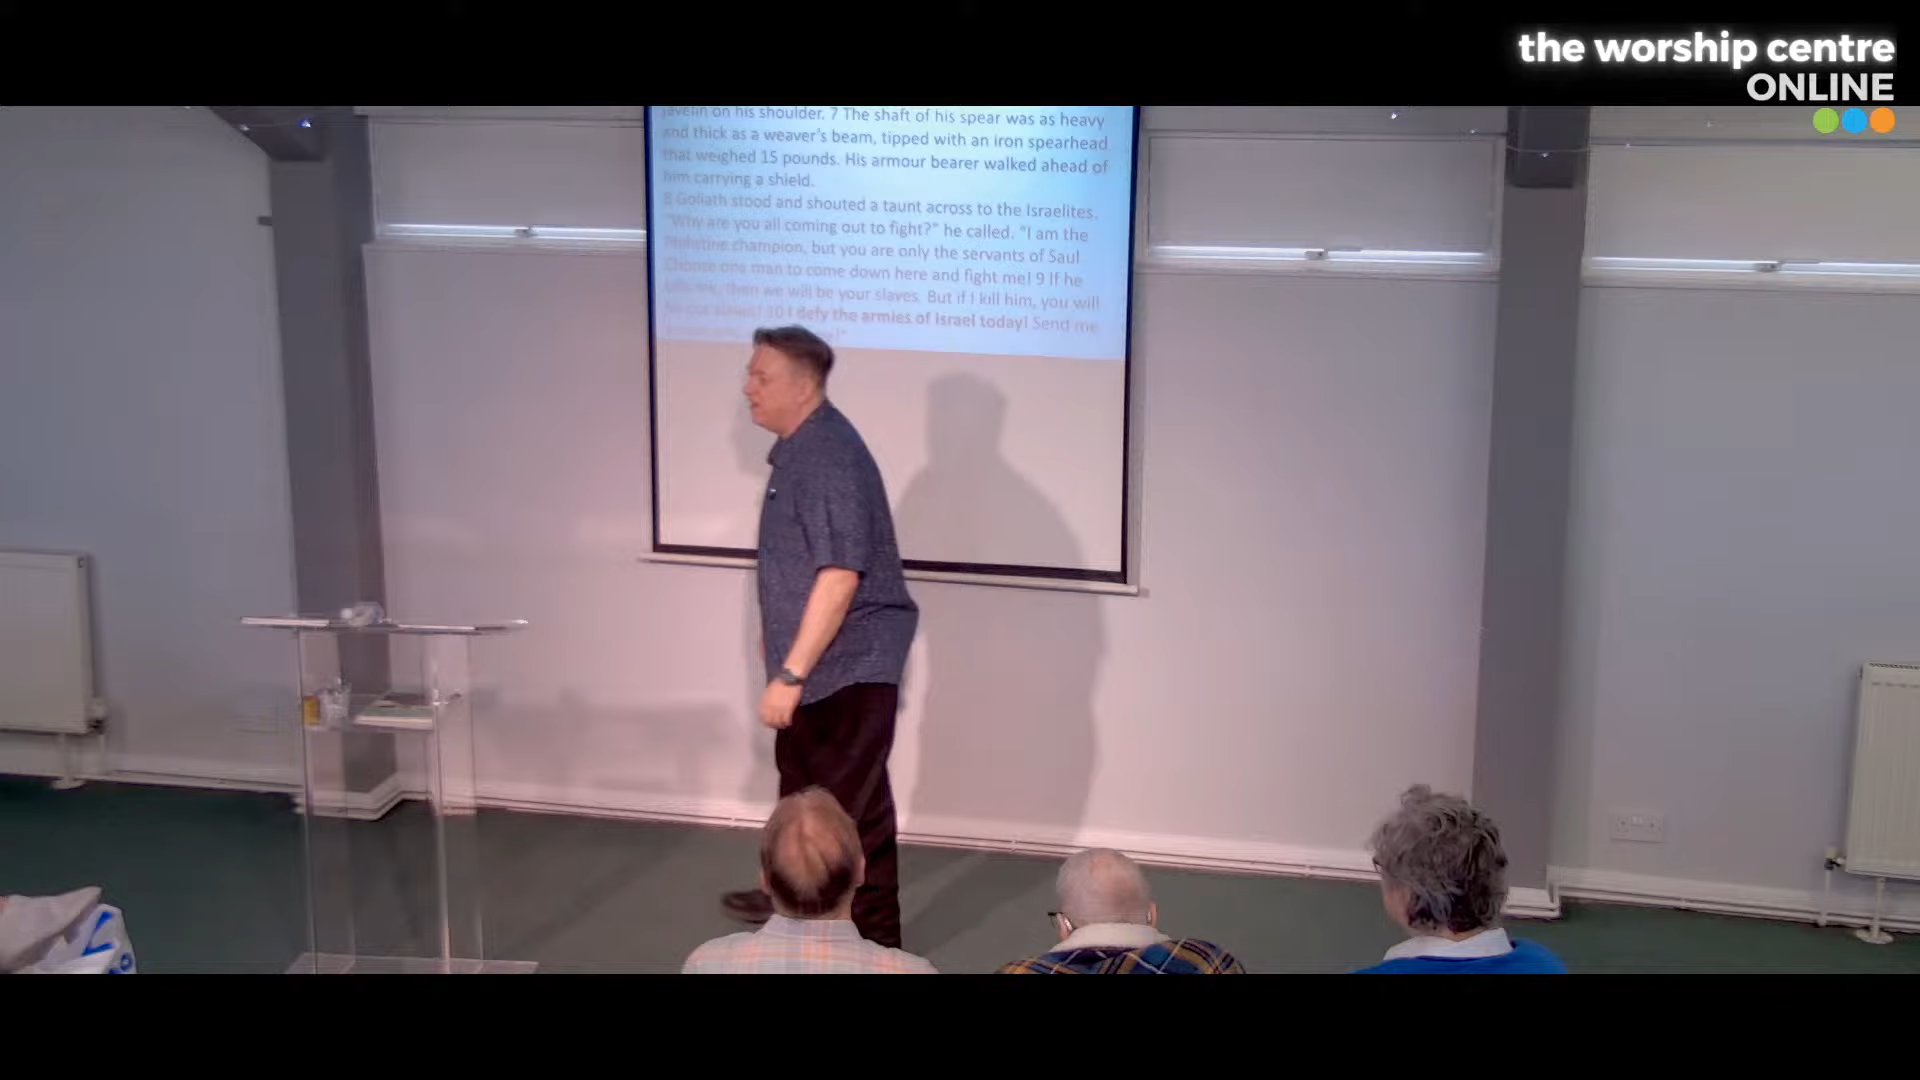 the worship centre
ONLINE
javelin on his shoulder. 7 The shaft of his spear was as heavy
and thick as a weaver's beam, tipped with an iron spearhead
that weighed 15 pounds. His armour bearer walked ahead of
him carrying a shield.
8 Goliath stood and shouted a taunt across to the Israelites.
"Why are you all coming out to fight?" he called. "I am the
Philistine champion, but you are only the servants of Saul
Choose one man to come down here and fight me! 9 If he
then we will be your slaves. But if I kill him, you will
10 I defy the armies of Israel today! Send me